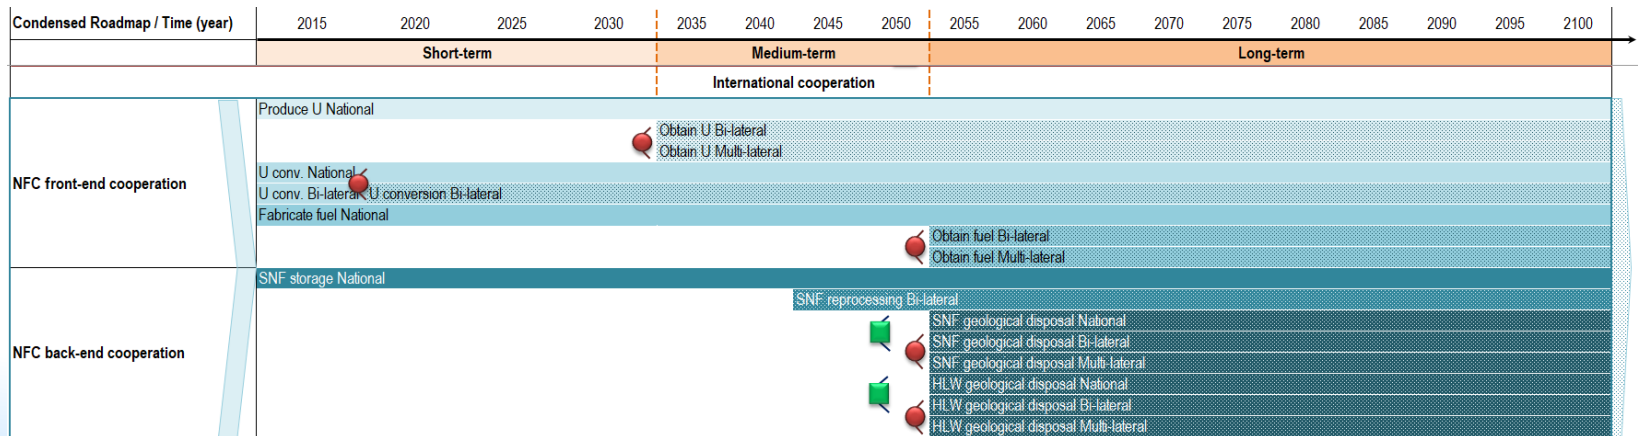 Condensed Roadmap / Time (year) 2015 2020 2025 2030 2035 2040 2045 2050 2055 2060 2065 2070 2075 2080 2085 2090 2095 2100
Short-term Medium-term Long-term
International cooperation
NFC front-end cooperation
Produce U National
Obtain U Bi-lateral
Obtain U Multi-lateral
U conv. National
U conv. Bi-lateral U conversion Bi-lateral
Fabricate fuel National
Obtain fuel Bi-lateral
Obtain fuel Multi-lateral
NFC back-end cooperation
SNF storage National
SNF reprocessing Bi-lateral
SNF geological disposal National
SNF geological disposal Bi-lateral
SNF geological disposal Multi-lateral
HLW geological disposal National
HLW geological disposal Bi-lateral
HLW geological disposal Multi-lateral